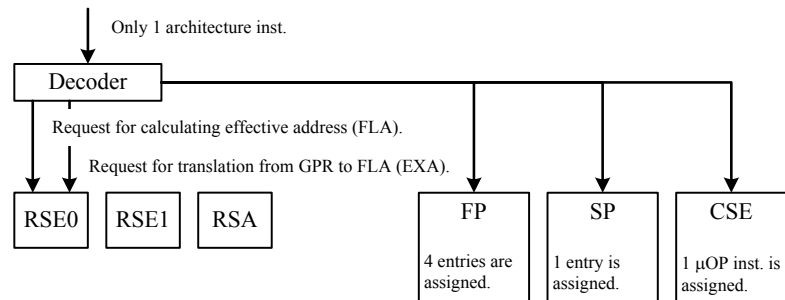 Only 1 architecture inst.
Decoder
Request for calculating effective address (FLA).
Request for translation from GPR to FLA (EXA).
RSE0
RSE1
RSA
FP
4 entries are
assigned.
SP
1 entry is
assigned.
CSE
1 μOP inst. is
assigned.